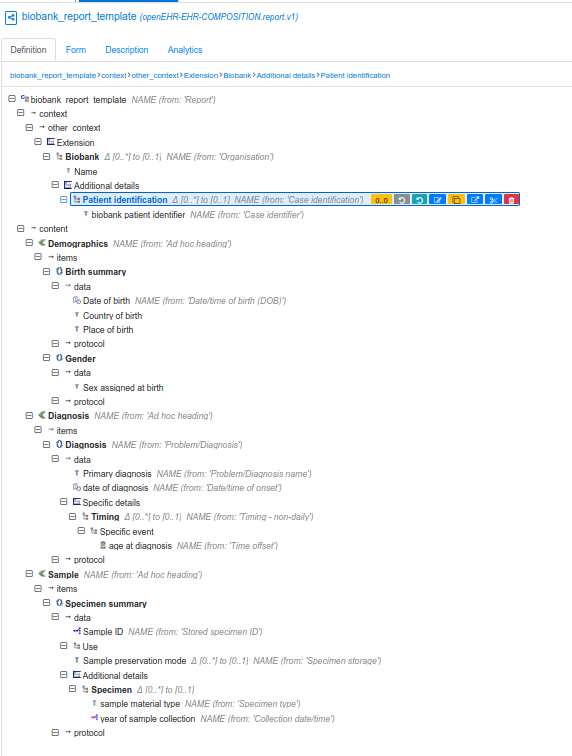 biobank_report_template (openEHR-EHR-COMPOSITION.report.v1)
Definition Form Description Analytics
biobank_report_template>context>other_context>Extension>Biobank>Additional details>Patient identification
biobank_report_template NAME (from: 'Report')
context
other_context
Extension
Biobank Δ [0..*] to [0..1] NAME (from: 'Organisation')
Name
Additional details
Patient identification Δ [0..*] to [0..1] NAME (from: 'Case identification') 0..0
biobank patient identifier NAME (from: 'Case identifier')
content
Demographics NAME (from: 'Ad hoc heading')
items
Birth summary
data
Date of birth NAME (from: 'Date/time of birth (DOB)')
Country of birth
Place of birth
protocol
Gender
data
Sex assigned at birth
protocol
Diagnosis NAME (from: 'Ad hoc heading')
items
Diagnosis NAME (from: 'Problem/Diagnosis')
data
Primary diagnosis NAME (from: 'Problem/Diagnosis name')
date of diagnosis NAME (from: 'Date/time of onset')
Specific details
Timing Δ [0..*] to [0..1] NAME (from: 'Timing - non-daily')
Specific event
age at diagnosis NAME (from: 'Time offset')
protocol
Sample NAME (from: 'Ad hoc heading')
items
Specimen summary
data
Sample ID NAME (from: 'Stored specimen ID')
Use
Sample preservation mode Δ [0..*] to [0..1] NAME (from: 'Specimen storage')
Additional details
Specimen Δ [0..*] to [0..1]
sample material type NAME (from: 'Specimen type')
year of sample collection NAME (from: 'Collection date/time')
protocol